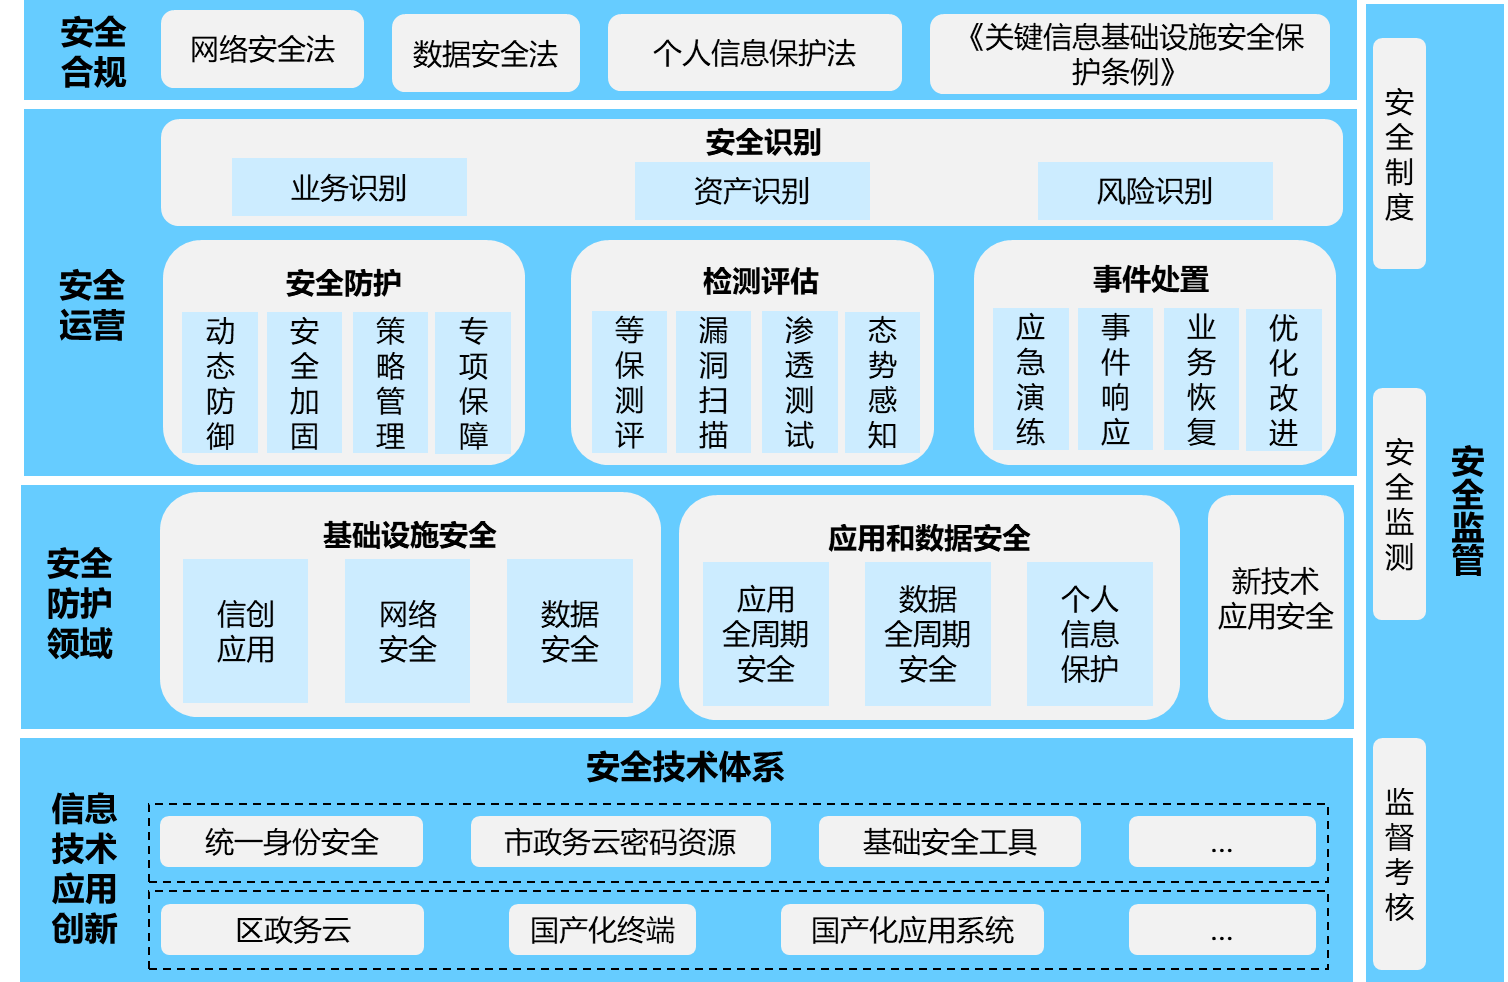 安全
合规
网络安全法
数据安全法
个人信息保护法
《关键信息基础设施安全保
护条例》
安全
运营
安全识别
业务识别
资产识别
风险识别
安全防护
动态防御
安全加固
策略管理
专项保障
检测评估
等保测评
漏洞扫描
渗透测试
态势感知
事件处置
应急演练
事件响应
业务恢复
优化改进
安全
防护
领域
基础设施安全
信创
应用
网络
安全
数据
安全
应用和数据安全
应用
全周期
安全
数据
全周期
安全
个人
信息
保护
新技术
应用安全
信息
技术
应用
创新
安全技术体系
统一身份安全
市政务云密码资源
基础安全工具
...
区政务云
国产化终端
国产化应用系统
...
安全制度
安全监测
监督考核
安全监管